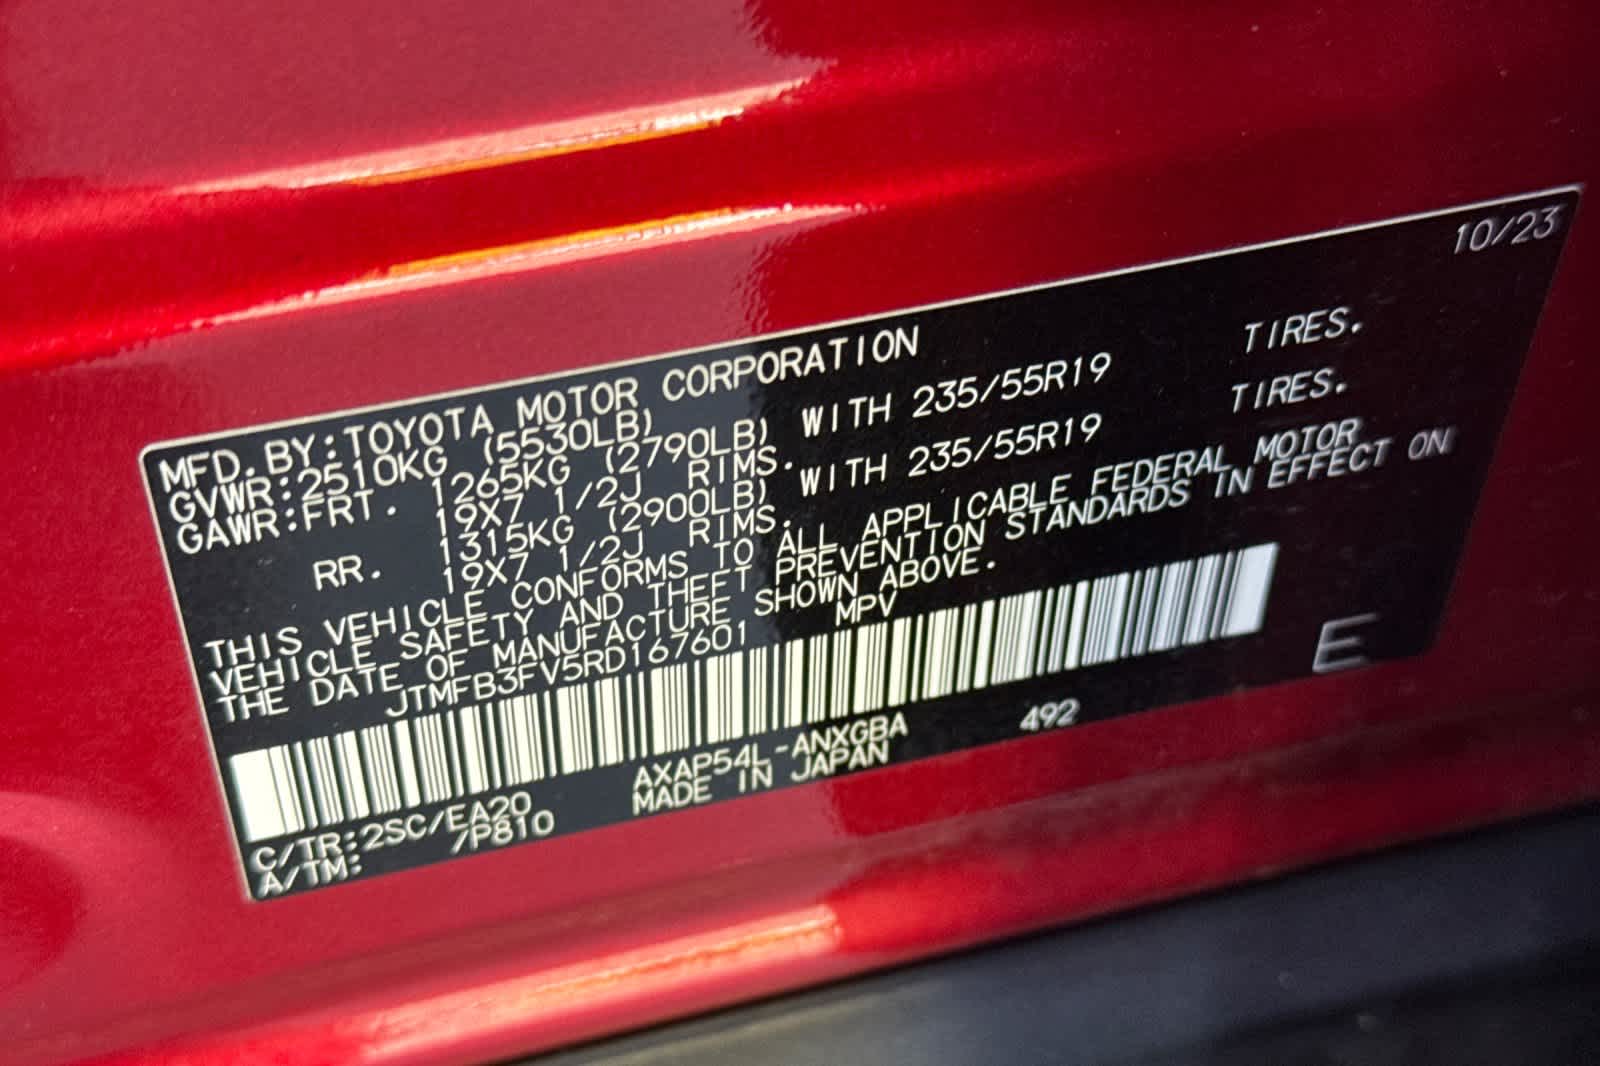 10/23
MFD.BY:TOYOTA MOTOR CORPORATION
GVWR:2510KG (5530LB)
GAWR:FRT. 1265KG (2790LB) WITH 235/55R19 TIRES.
19X7 1/2J RIMS.
RR. 1315KG (2900LB) WITH 235/55R19 TIRES.
19X7 1/2J RIMS.
THIS VEHICLE CONFORMS TO ALL APPLICABLE FEDERAL MOTOR
VEHICLE SAFETY AND THEFT PREVENTION STANDARDS IN EFFECT ON
THE DATE OF MANUFACTURE SHOWN ABOVE.
JTMFB3FV5RD167601 MPV
E
C/TR:2SC/EA20 AXAP54L-ANXGBA 492
A/TM: /P810 MADE IN JAPAN